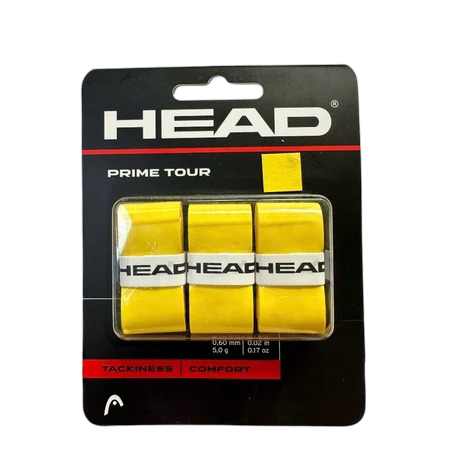 HEAD®
PRIME TOUR
HEAD HEAD HEAD
0,60 mm | 0.02 in
5,0 g | 0.17 oz
TACKINESS | COMFORT